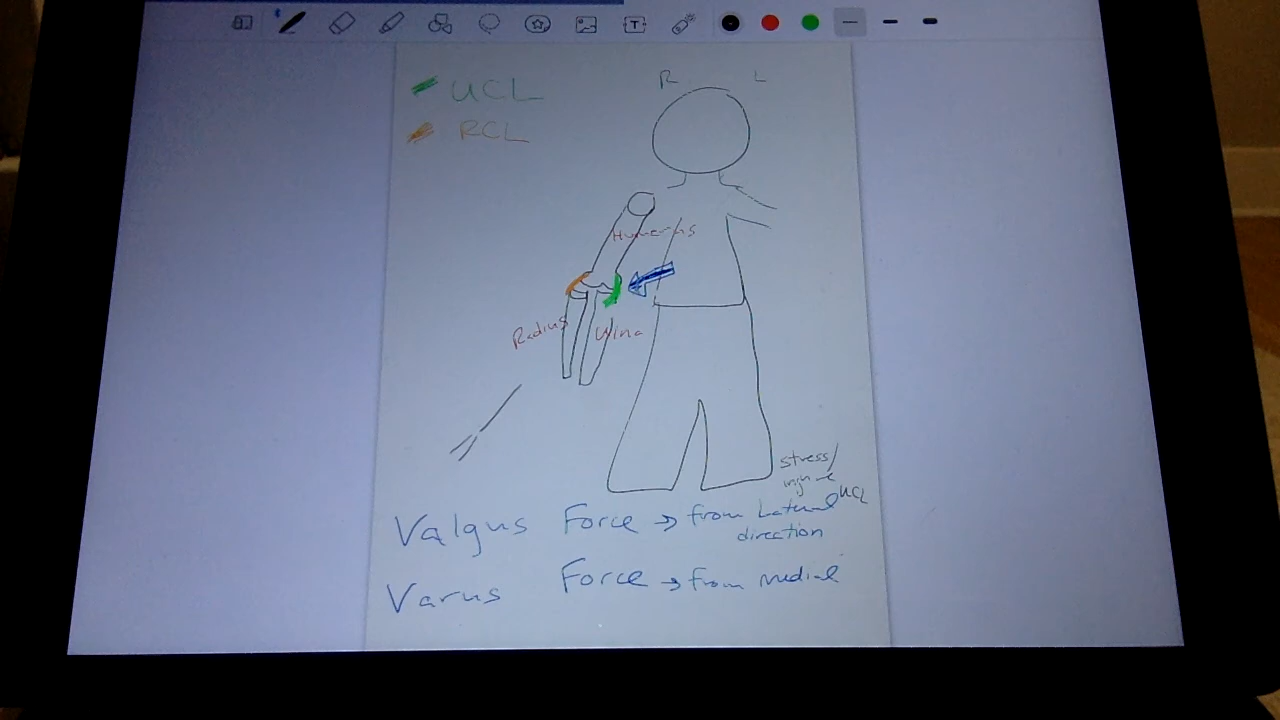 R L
UCL
RCL
Humerus
Radius Ulna
stress/
injure
UCL
Valgus Force → from Lateral
direction
Varus Force → from medial
T